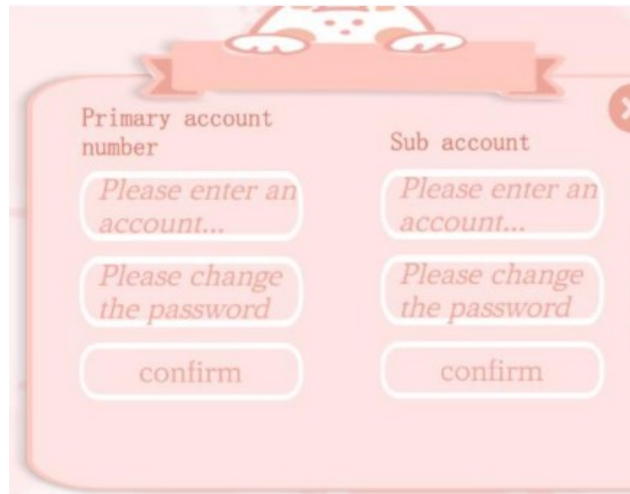 Primary account
number
Please enter an
account...
Please change
the password
confirm
Sub account
Please enter an
account...
Please change
the password
confirm